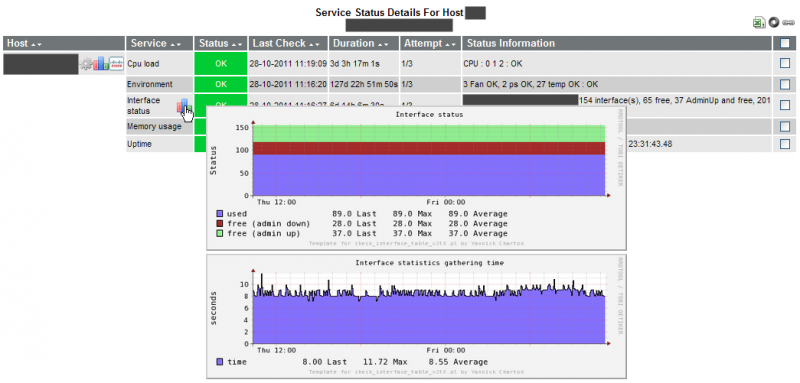 Service Status Details For Host
Host Service Status Last Check Duration Attempt Status Information
Cpu load OK 28-10-2011 11:19:09 3d 3h 17m 1s 1/3 CPU : 0 1 2 : OK
Environment OK 28-10-2011 11:16:20 127d 22h 51m 50s 1/3 3 Fan OK, 2 ps OK, 27 temp OK : OK
Interface status OK 28-10-2011 11:16:27 6d 14h 6m 30s 1/3 154 interface(s), 65 free, 37 AdminUp and free, 201
Memory usage
Uptime 23:31:43.48
Interface status
Status
150
100
50
0
Thu 12:00 Fri 00:00
used 89.0 Last 89.0 Max 89.0 Average
free (admin down) 28.0 Last 28.0 Max 28.0 Average
free (admin up) 37.0 Last 37.0 Max 37.0 Average
Template for check_interface_table_v3t3.pl by Yannick Charton
RRDTOOL / TOBI OETIKER
Interface statistics gathering time
seconds
10
8
6
4
2
0
Thu 12:00 Fri 00:00
time 8.00 Last 11.72 Max 8.55 Average
Template for check_interface_table_v3t3.pl by Yannick Charton
RRDTOOL / TOBI OETIKER